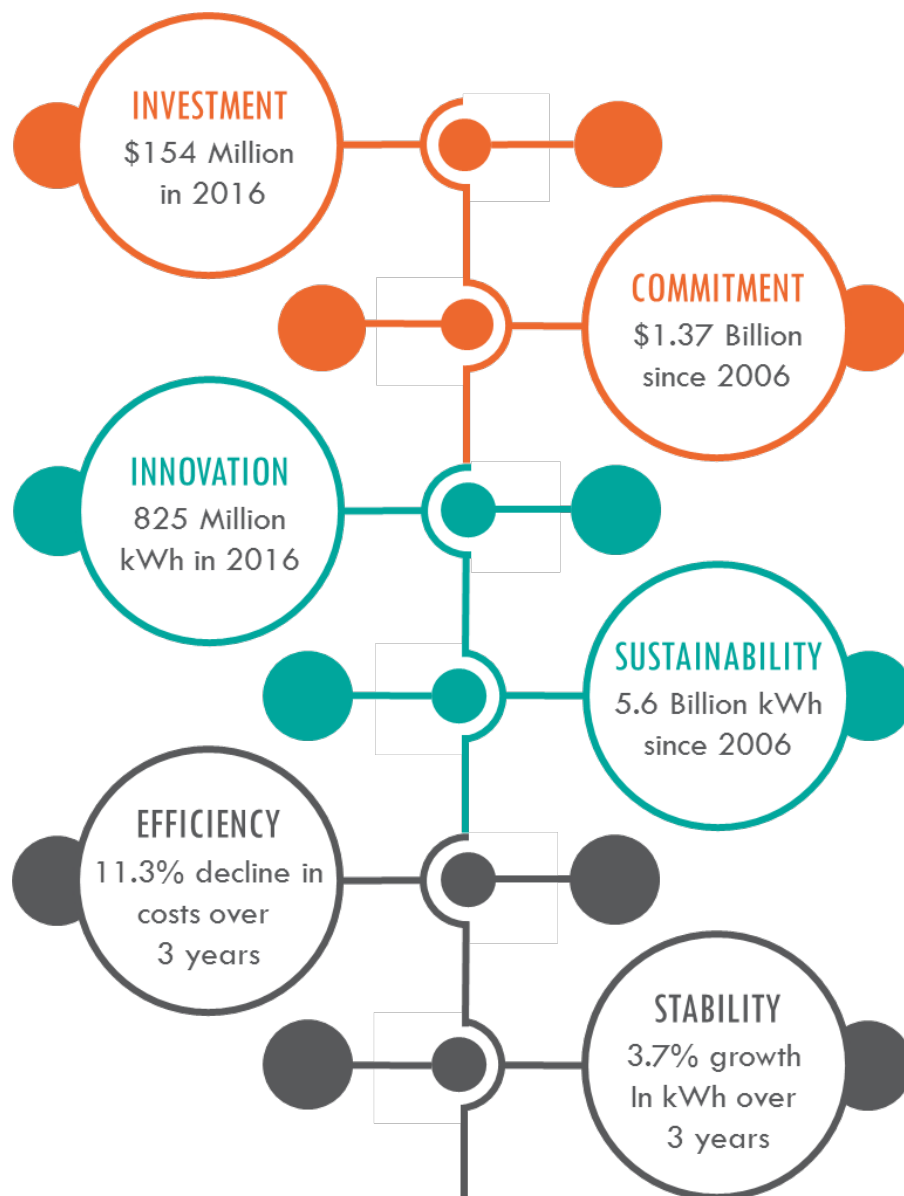 INVESTMENT
$154 Million
in 2016
COMMITMENT
$1.37 Billion
since 2006
INNOVATION
825 Million
kWh in 2016
SUSTAINABILITY
5.6 Billion kWh
since 2006
EFFICIENCY
11.3% decline in
costs over
3 years
STABILITY
3.7% growth
In kWh over
3 years